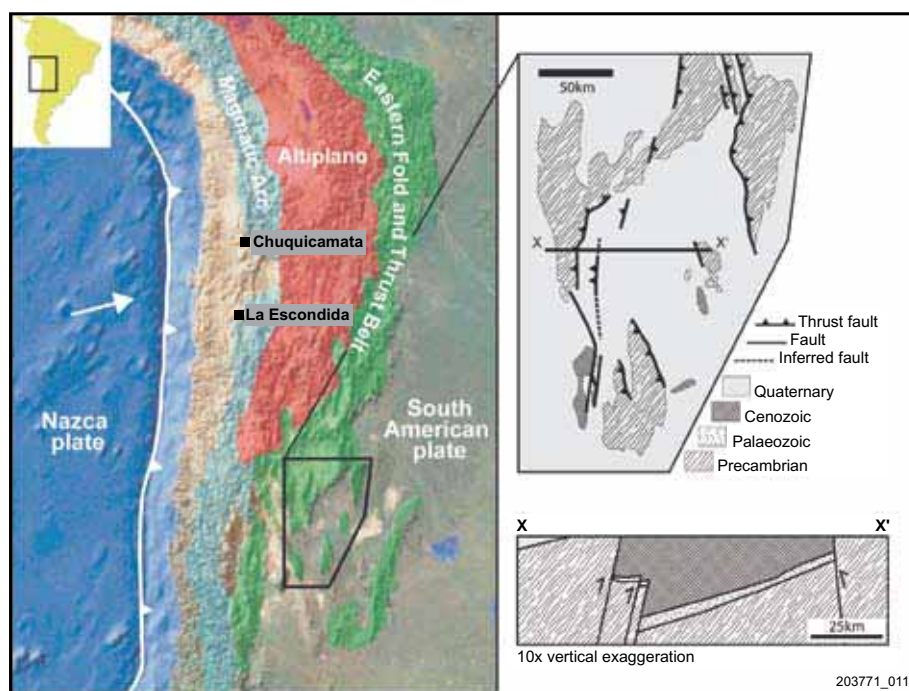 Magmatic Arc
Altiplano
Eastern Fold and Thrust Belt
Chuquicamata
La Escondida
Nazca
plate
South
American
plate
50km
X X'
Thrust fault
Fault
Inferred fault
Quaternary
Cenozoic
Palaeozoic
Precambrian
X X'
25km
10x vertical exaggeration
203771_011